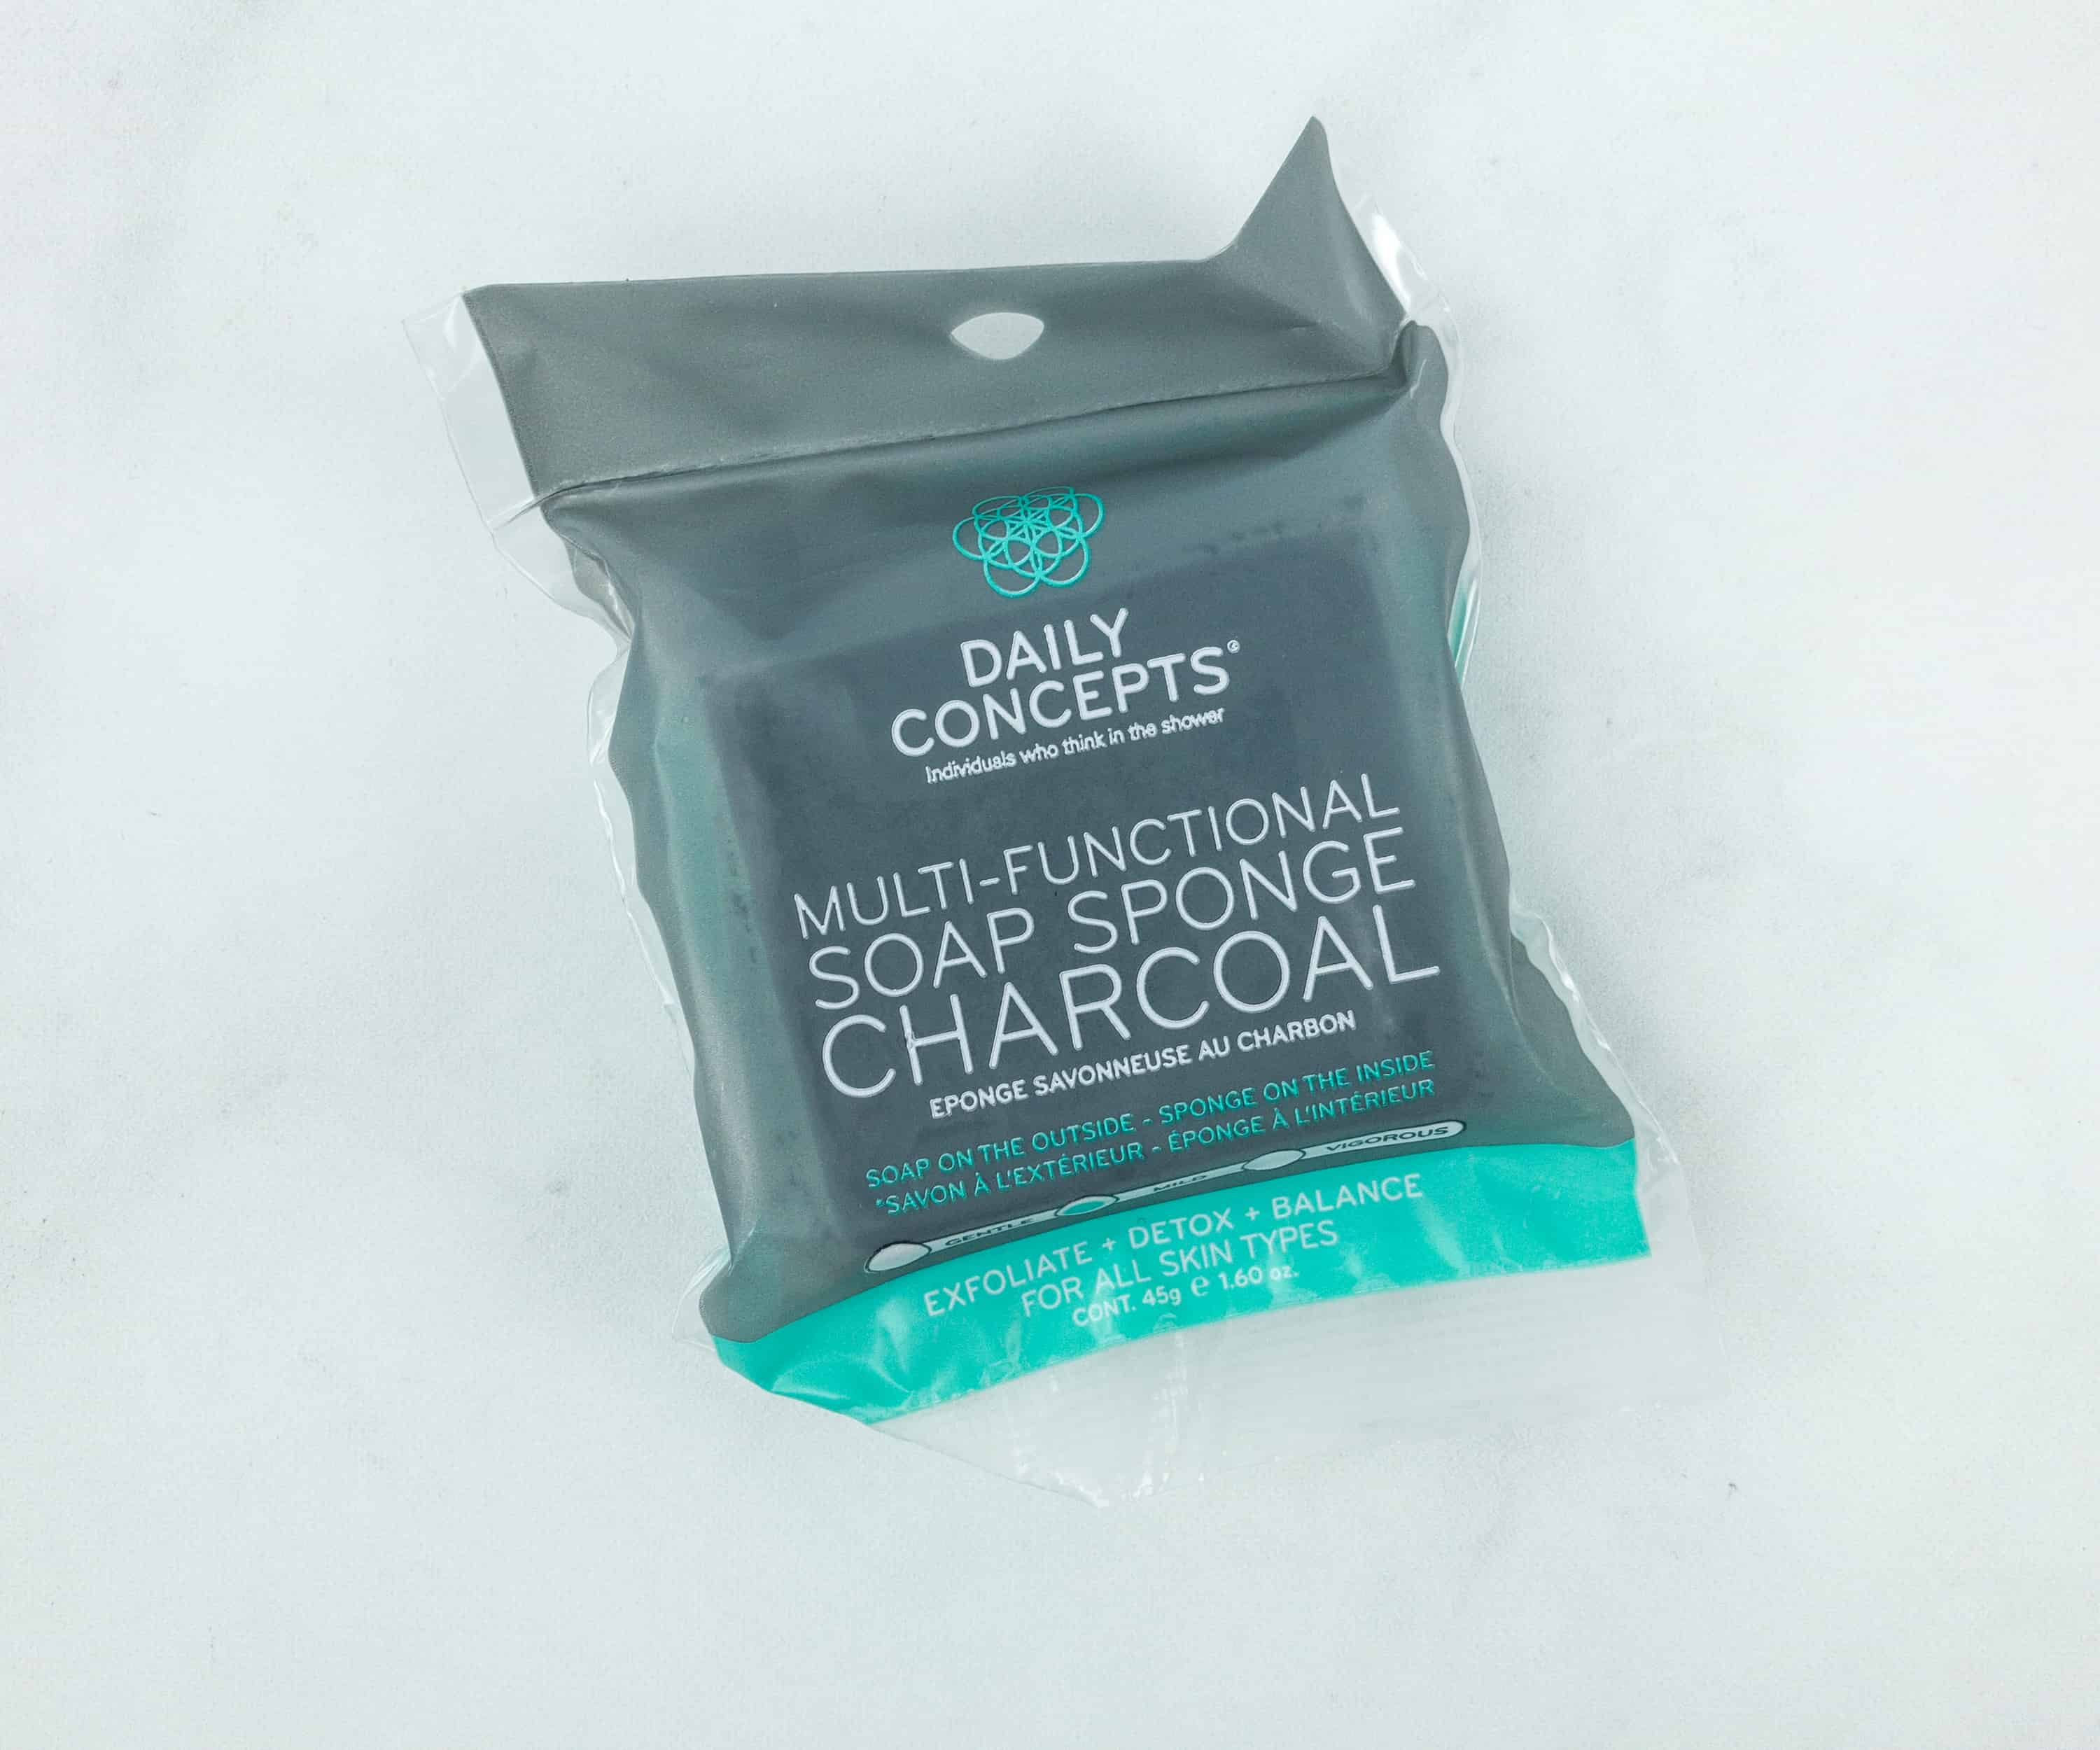 DAILY
CONCEPTS®
Individuals who think in the shower
MULTI-FUNCTIONAL
SOAP SPONGE
CHARCOAL
EPONGE SAVONNEUSE AU CHARBON
SOAP ON THE OUTSIDE - SPONGE ON THE INSIDE
*SAVON À L'EXTÉRIEUR - ÉPONGE À L'INTÉRIEUR
GENTLE MILD VIGOROUS
EXFOLIATE + DETOX + BALANCE
FOR ALL SKIN TYPES
CONT. 45g ℮ 1.60 oz.